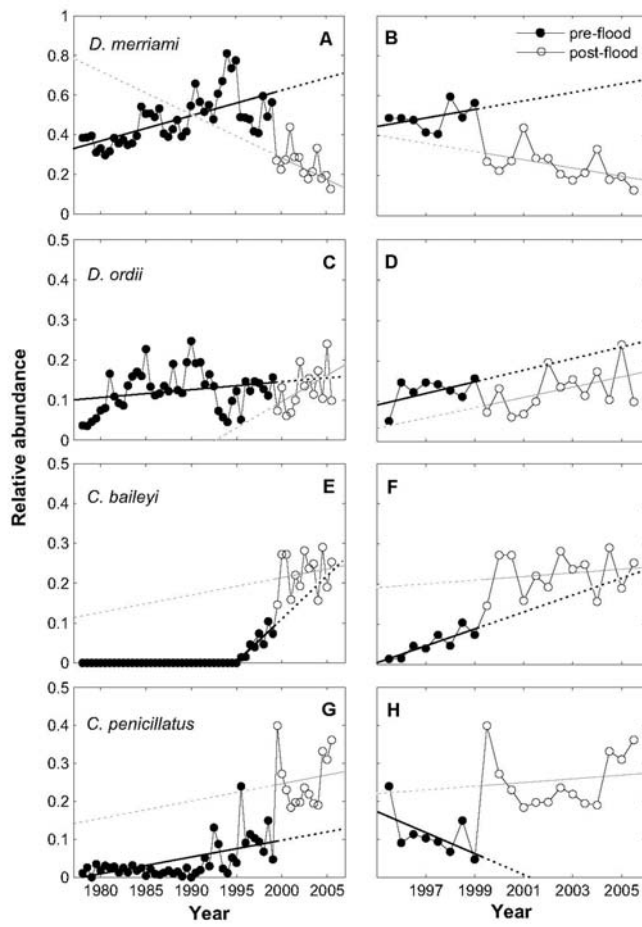 D. merriami
A
B
pre-flood
post-flood
1
0.8
0.6
0.4
0.2
0
D. ordii
C
D
0.5
0.4
0.3
0.2
0.1
0
Relative abundance
C. baileyi
E
F
0.5
0.4
0.3
0.2
0.1
0
C. penicillatus
G
H
0.5
0.4
0.3
0.2
0.1
0
1980 1985 1990 1995 2000 2005
1997 1999 2001 2003 2005
Year
Year